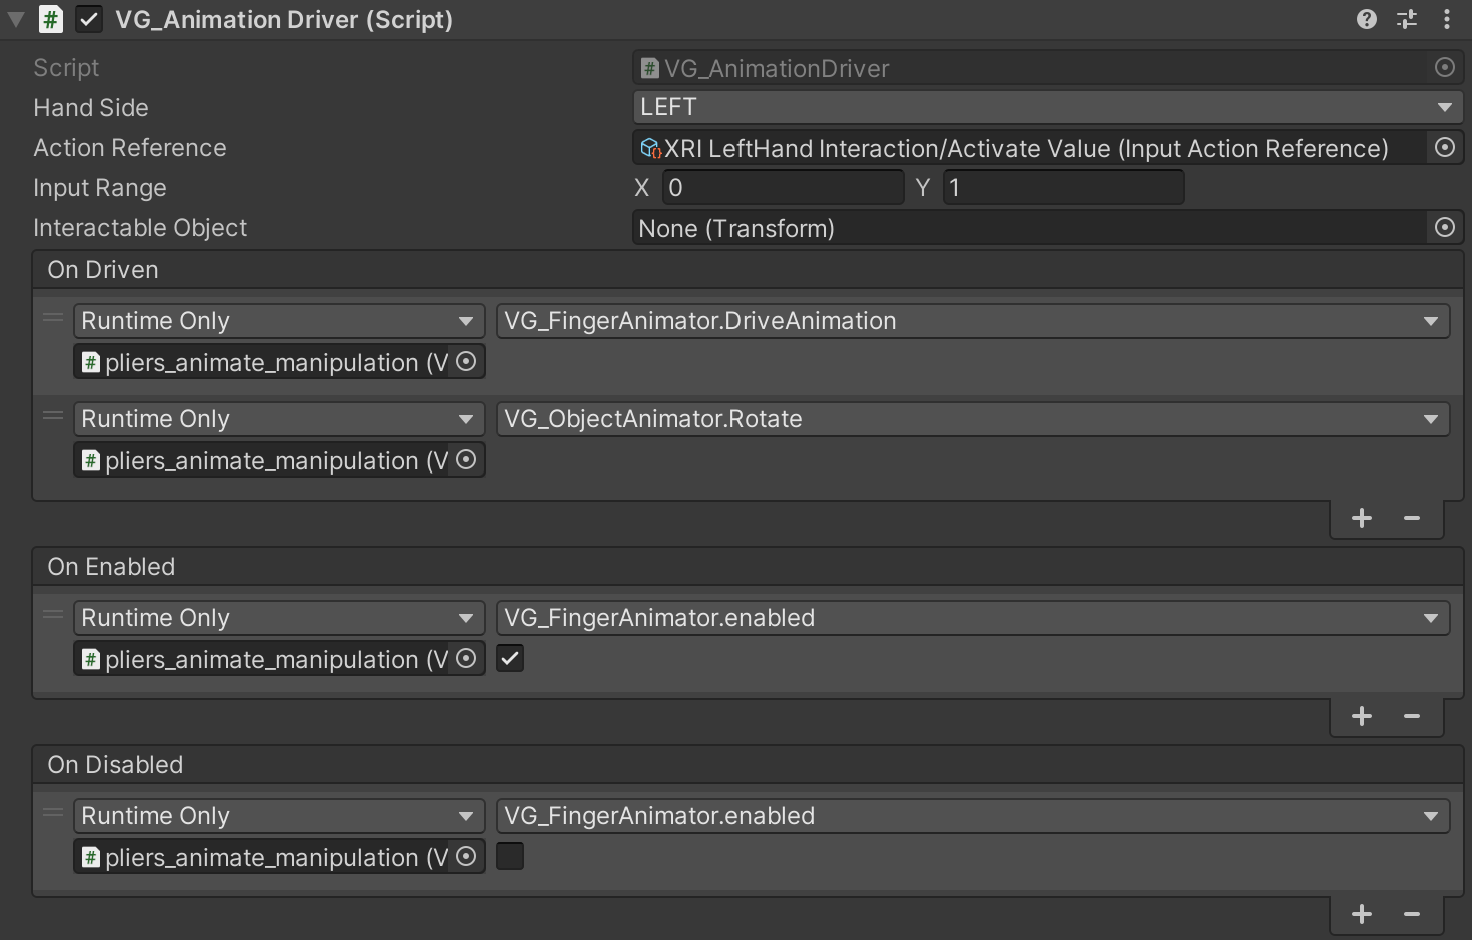 VG_Animation Driver (Script)
Script VG_AnimationDriver
Hand Side LEFT
Action Reference XRI LeftHand Interaction/Activate Value (Input Action Reference)
Input Range X 0 Y 1
Interactable Object None (Transform)
On Driven
Runtime Only VG_FingerAnimator.DriveAnimation
pliers_animate_manipulation (V
Runtime Only VG_ObjectAnimator.Rotate
pliers_animate_manipulation (V
On Enabled
Runtime Only VG_FingerAnimator.enabled
pliers_animate_manipulation (V
On Disabled
Runtime Only VG_FingerAnimator.enabled
pliers_animate_manipulation (V